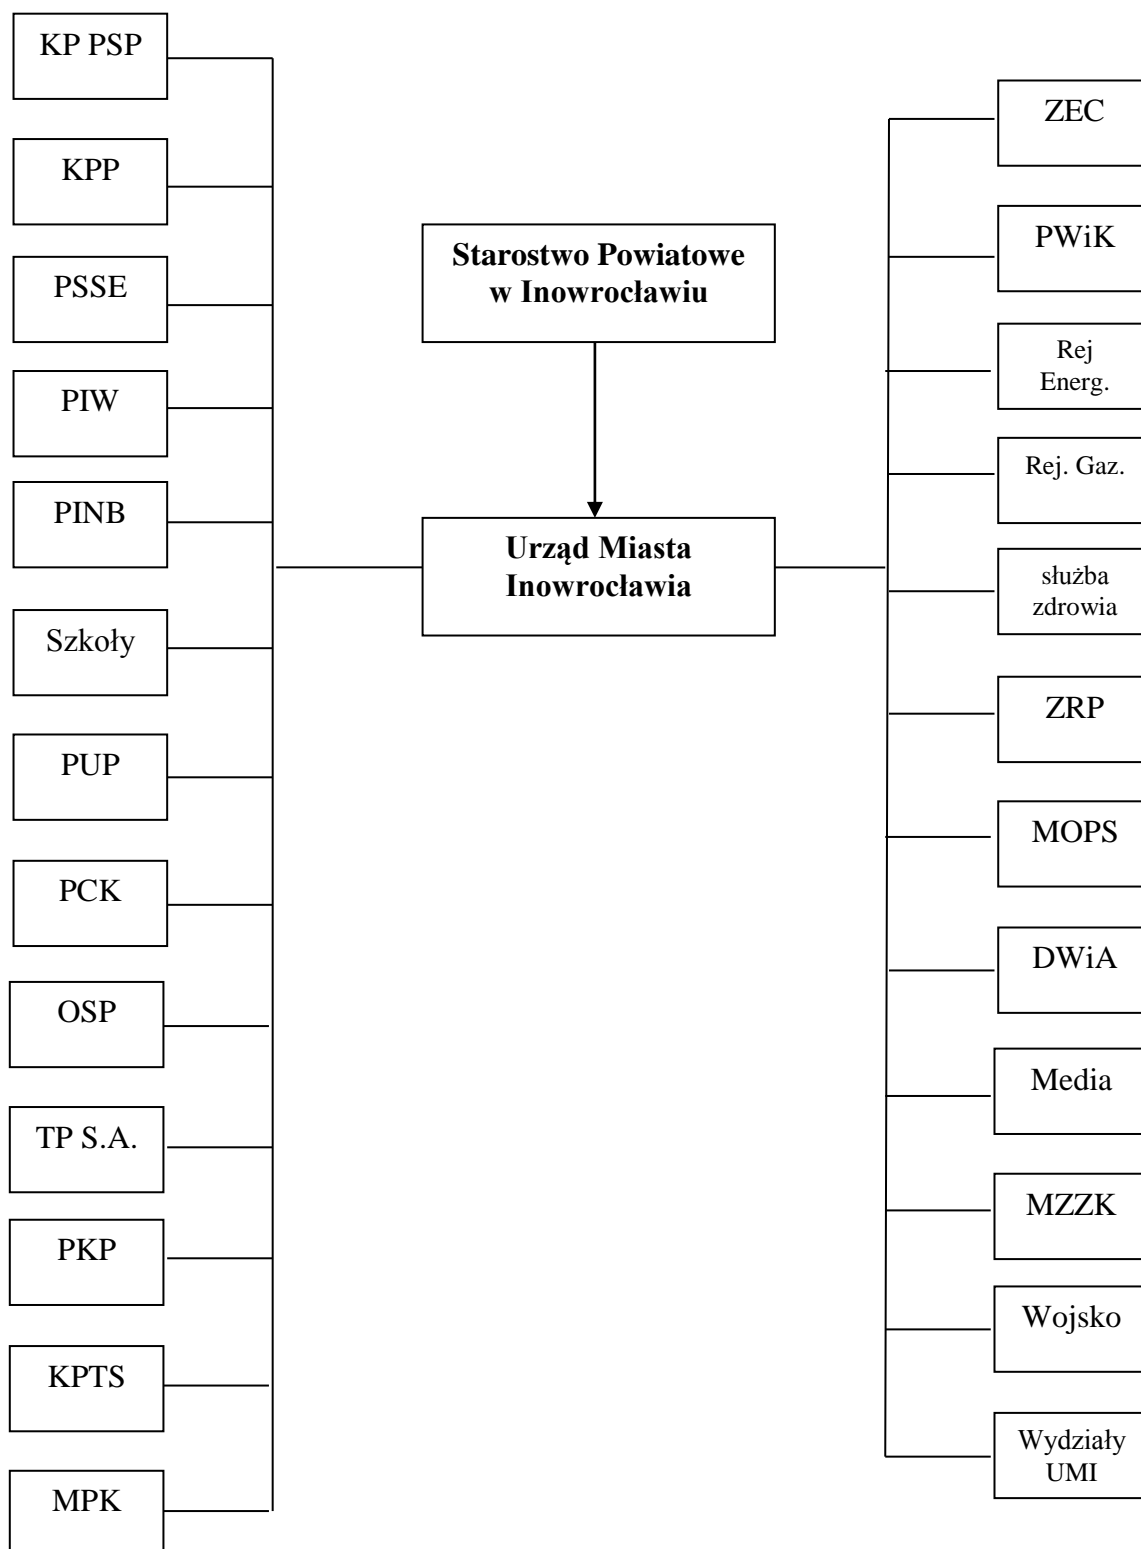 KP PSP
KPP
PSSE
PIW
PINB
Szkoły
PUP
PCK
OSP
TP S.A.
PKP
KPTS
MPK
Starostwo Powiatowe
w Inowrocławiu
Urząd Miasta
Inowrocławia
ZEC
PWiK
Rej
Energ.
Rej. Gaz.
służba
zdrowia
ZRP
MOPS
DWiA
Media
MZZK
Wojsko
Wydziały
UMI